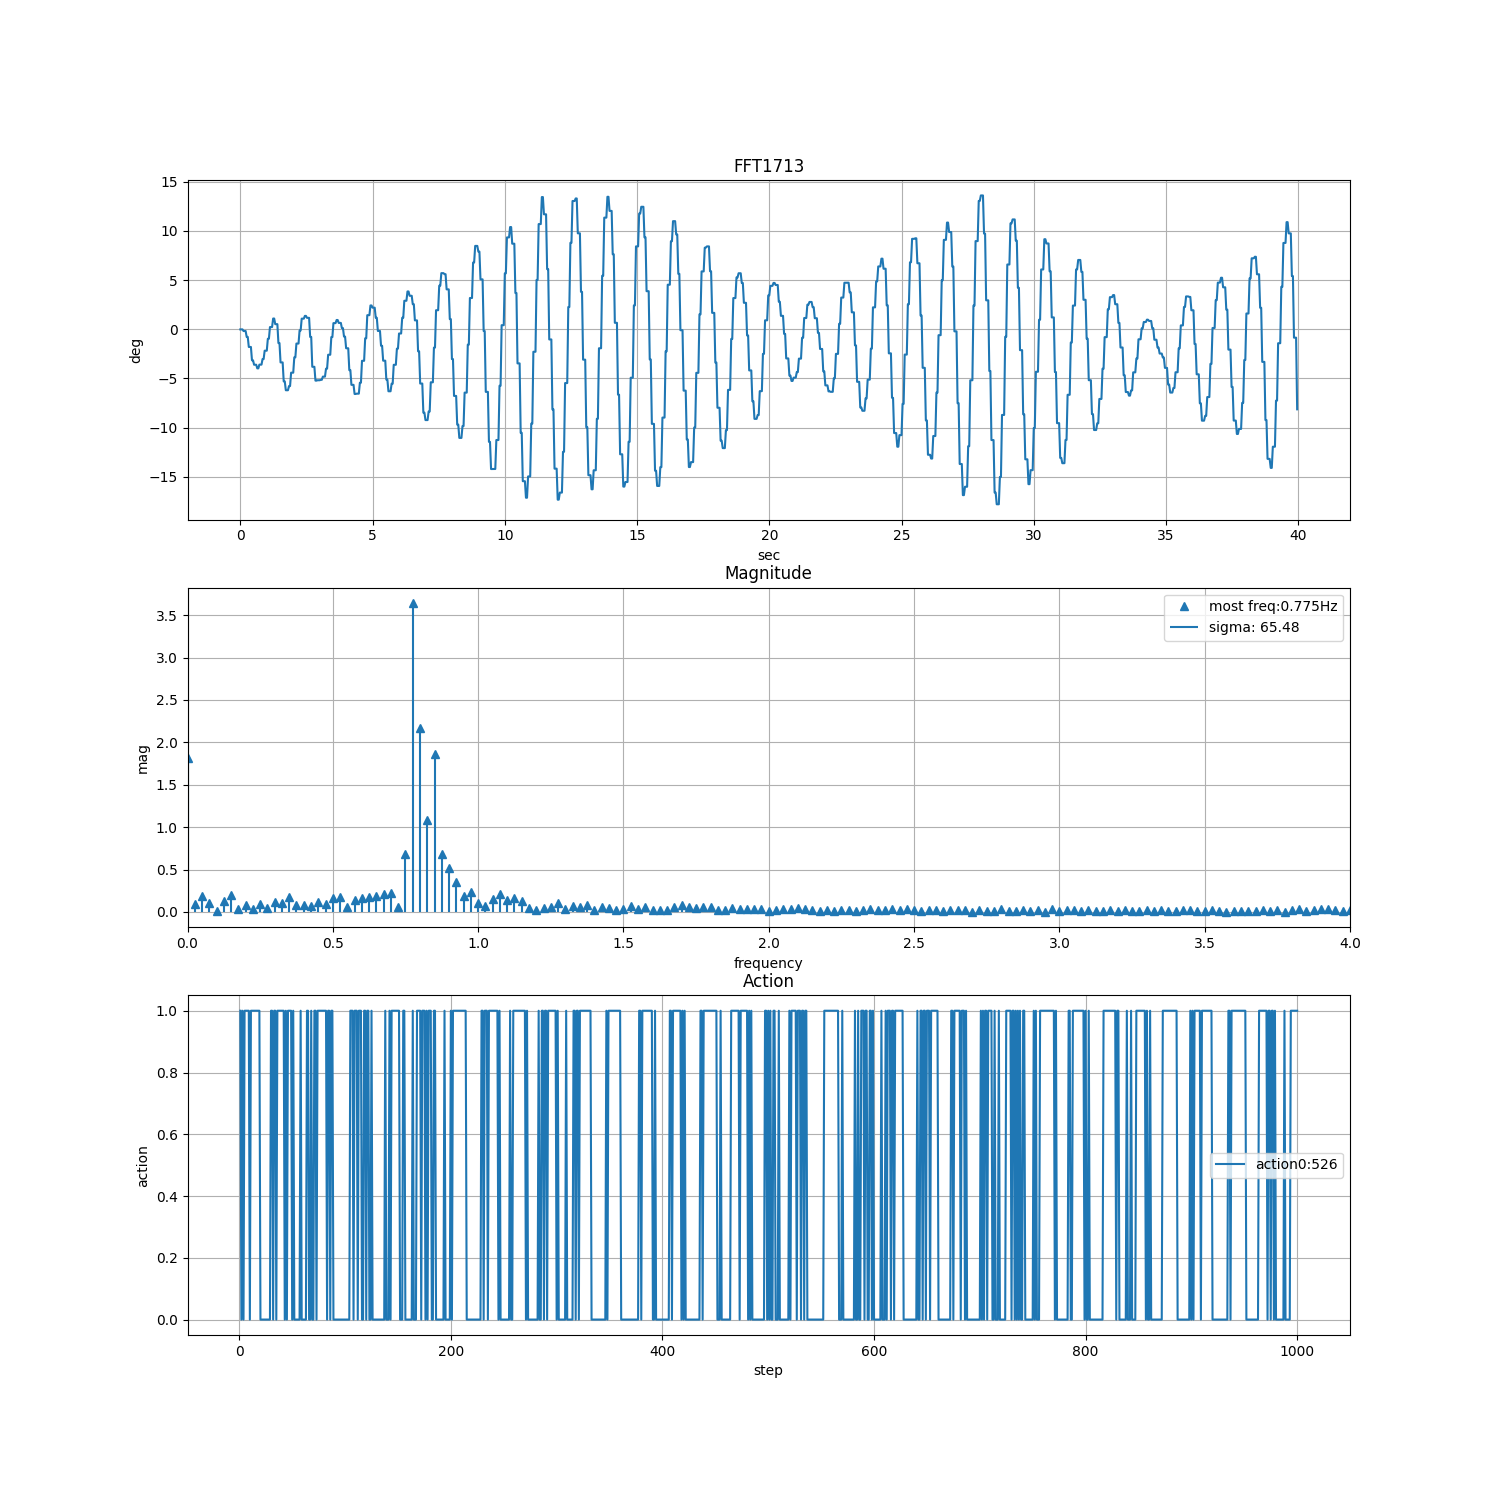 FFT1713
15
10
5
0
−5
−10
−15
deg
0 5 10 15 20 25 30 35 40
sec
Magnitude
3.5
3.0
2.5
2.0
1.5
1.0
0.5
0.0
mag
most freq:0.775Hz
sigma: 65.48
0.0 0.5 1.0 1.5 2.0 2.5 3.0 3.5 4.0
frequency
Action
1.0
0.8
0.6
0.4
0.2
0.0
action
action0:526
0 200 400 600 800 1000
step